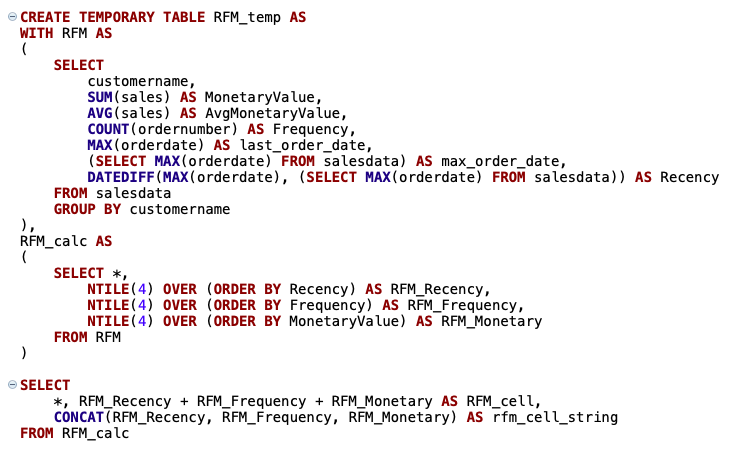 CREATE TEMPORARY TABLE RFM_temp AS
WITH RFM AS
(
    SELECT
        customername,
        SUM(sales) AS MonetaryValue,
        AVG(sales) AS AvgMonetaryValue,
        COUNT(ordernumber) AS Frequency,
        MAX(orderdate) AS last_order_date,
        (SELECT MAX(orderdate) FROM salesdata) AS max_order_date,
        DATEDIFF(MAX(orderdate), (SELECT MAX(orderdate) FROM salesdata)) AS Recency
    FROM salesdata
    GROUP BY customername
),
RFM_calc AS
(
    SELECT *,
        NTILE(4) OVER (ORDER BY Recency) AS RFM_Recency,
        NTILE(4) OVER (ORDER BY Frequency) AS RFM_Frequency,
        NTILE(4) OVER (ORDER BY MonetaryValue) AS RFM_Monetary
    FROM RFM
)

SELECT
    *, RFM_Recency + RFM_Frequency + RFM_Monetary AS RFM_cell,
    CONCAT(RFM_Recency, RFM_Frequency, RFM_Monetary) AS rfm_cell_string
FROM RFM_calc